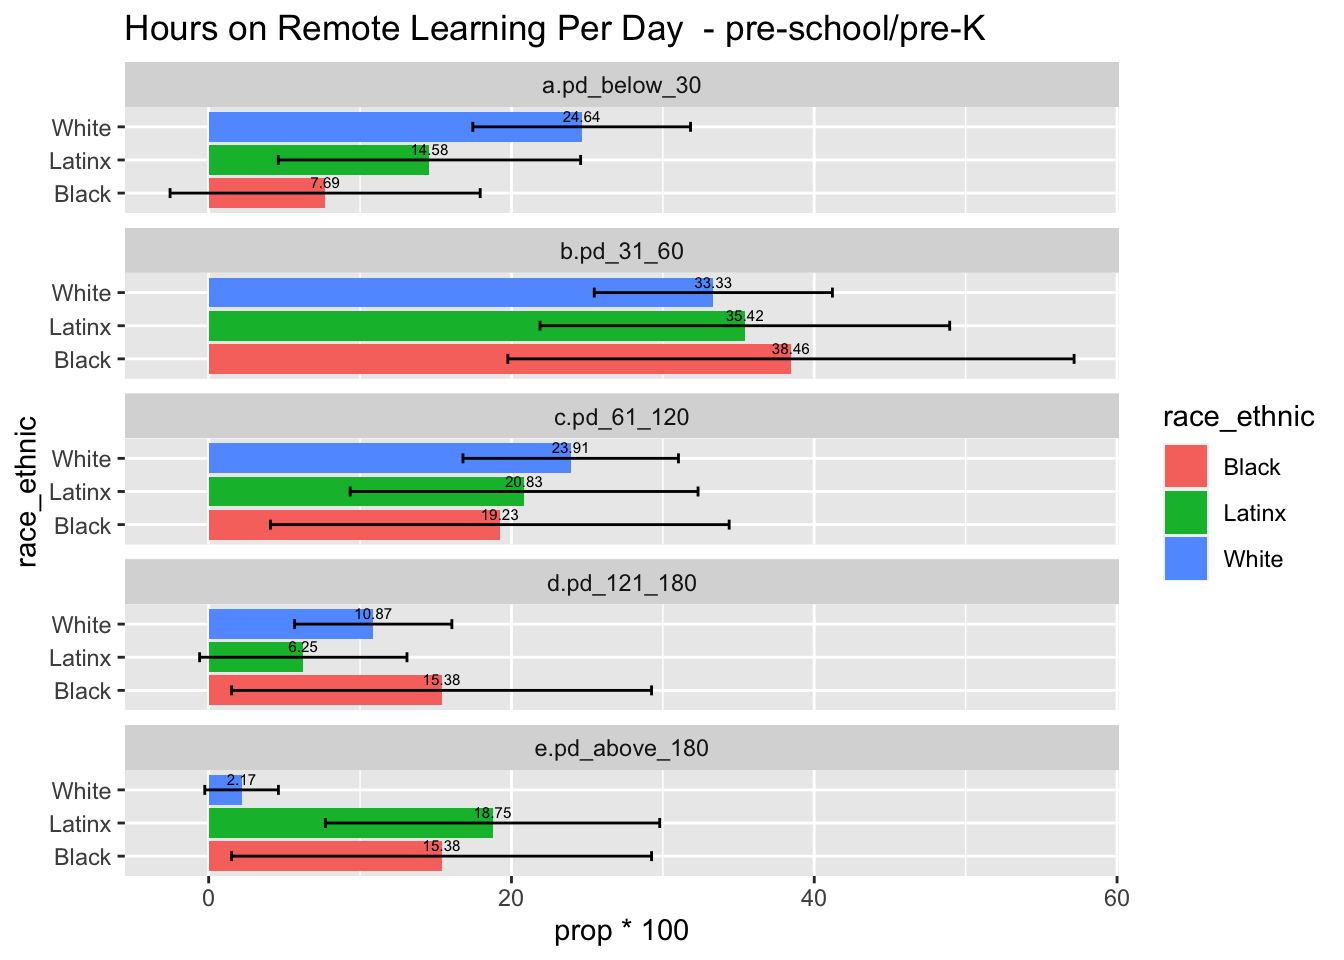 Hours on Remote Learning Per Day  - pre-school/pre-K
a.pd_below_30
White
24.64
Latinx
14.58
Black
7.69
b.pd_31_60
White
33.33
Latinx
35.42
Black
38.46
c.pd_61_120
White
23.91
Latinx
20.83
Black
19.23
d.pd_121_180
White
10.87
Latinx
6.25
Black
15.38
e.pd_above_180
White
2.17
Latinx
18.75
Black
15.38
0 20 40 60
prop * 100
race_ethnic
race_ethnic
Black
Latinx
White